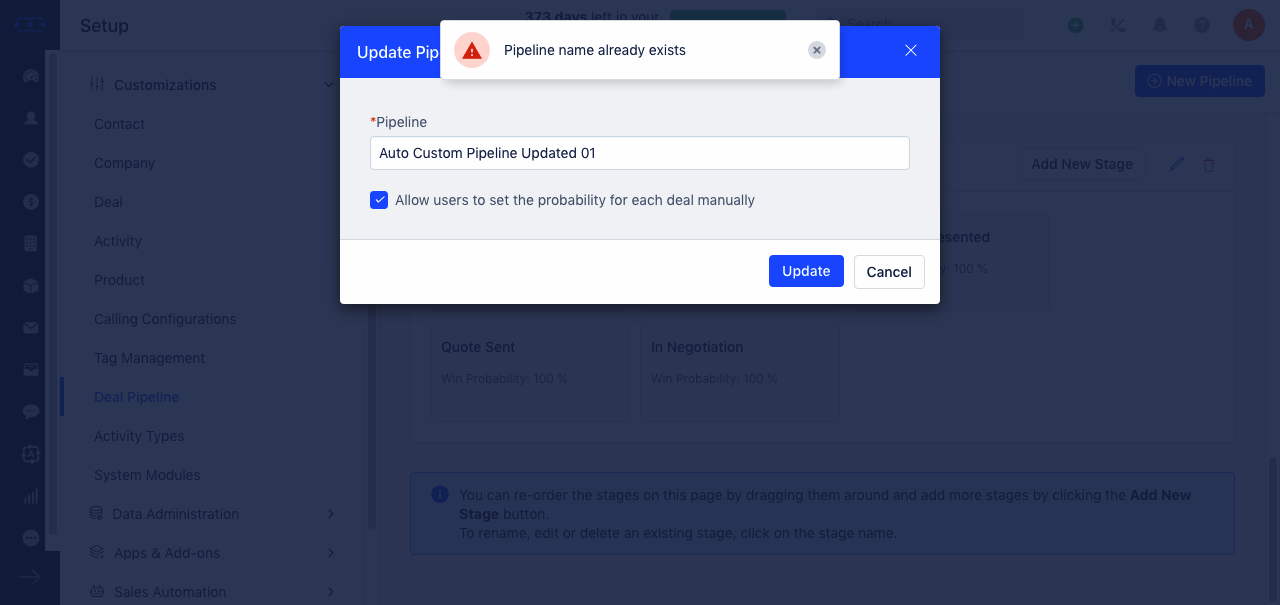 Setup
373 days left in your
Search
A
Update Pip
Pipeline name already exists
New Pipeline
Customizations
Contact
Company
Deal
Activity
Product
Calling Configurations
Tag Management
Deal Pipeline
Activity Types
System Modules
Data Administration
Apps & Add-ons
Sales Automation
*Pipeline
Auto Custom Pipeline Updated 01
Allow users to set the probability for each deal manually
Update
Cancel
Add New Stage
esented
y: 100 %
Quote Sent
Win Probability: 100 %
In Negotiation
Win Probability: 100 %
You can re-order the stages on this page by dragging them around and add more stages by clicking the Add New
Stage button.
To rename, edit or delete an existing stage, click on the stage name.